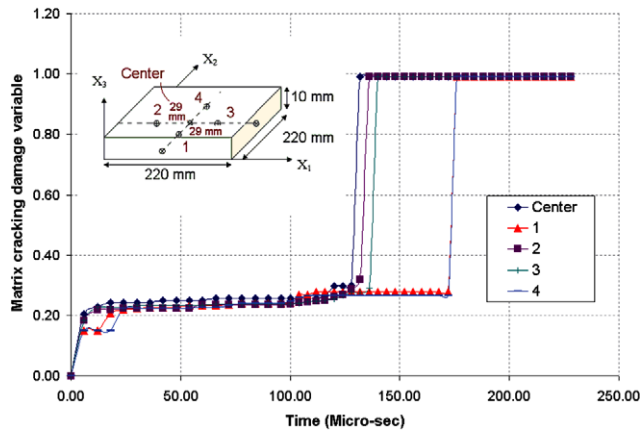 1.20
1.00
0.80
0.60
0.40
0.20
0.00
Matrix cracking damage variable
0.00
50.00
100.00
150.00
200.00
250.00
Time (Micro-sec)
X3
Center
X2
29
mm
4
2
3
29 mm
1
10 mm
220 mm
220 mm
X1
Center
1
2
3
4